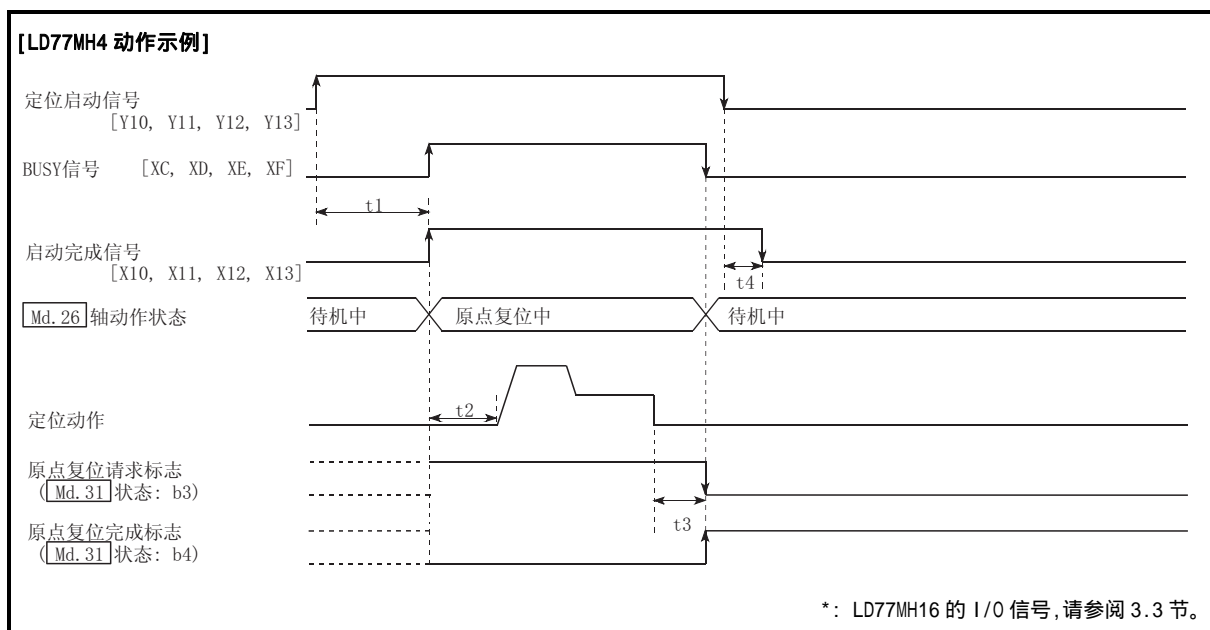 [LD77MH4 动作示例]
定位启动信号
[Y10, Y11, Y12, Y13]
BUSY信号 [XC, XD, XE, XF]
t1
启动完成信号
[X10, X11, X12, X13]
t4
Md.26 轴动作状态 待机中 原点复位中 待机中
t2
定位动作
原点复位请求标志
( Md.31 状态: b3)
t3
原点复位完成标志
( Md.31 状态: b4)
*: LD77MH16 的 I/O 信号,请参阅 3.3 节。